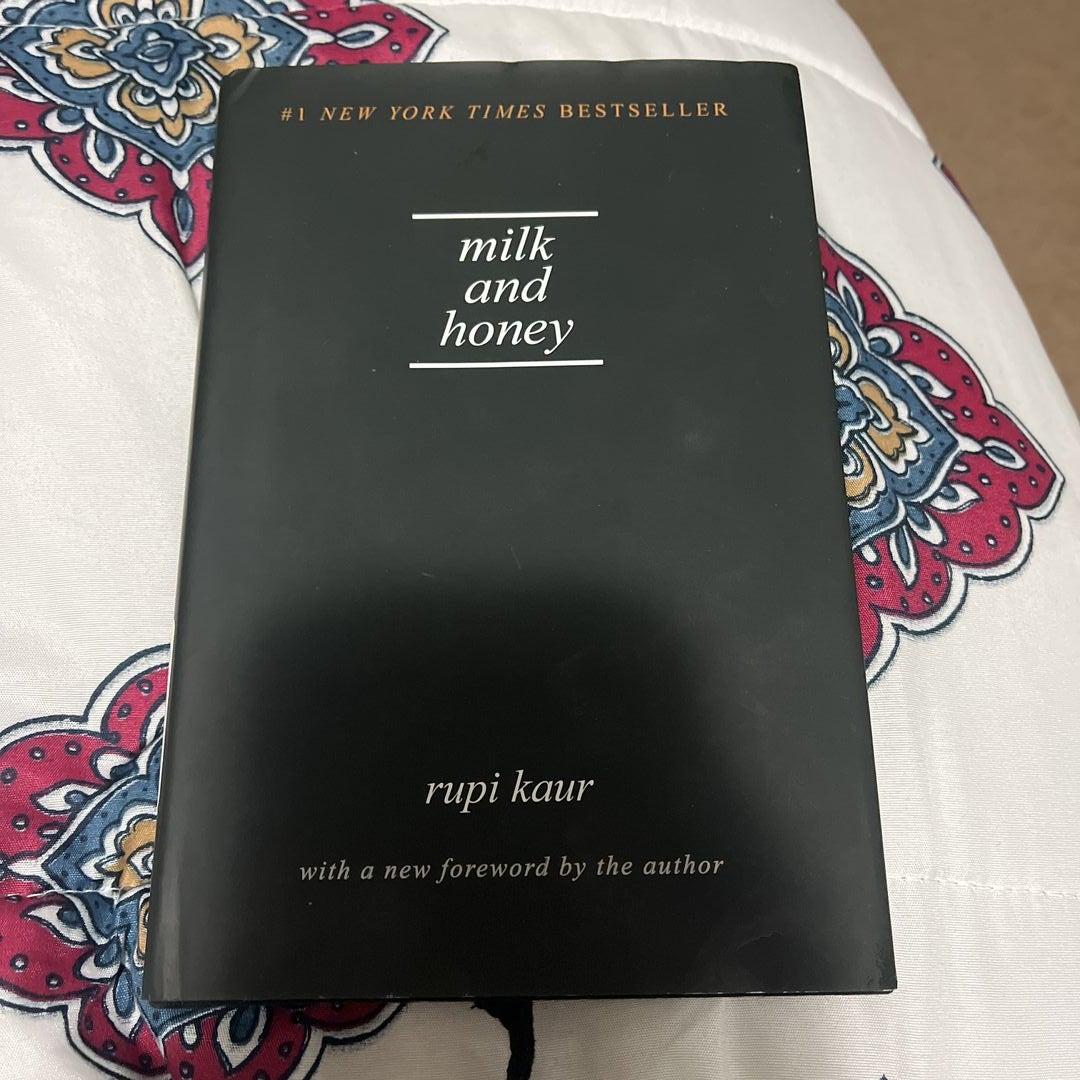 #1 NEW YORK TIMES BESTSELLER
milk
and
honey
rupi kaur
with a new foreword by the author